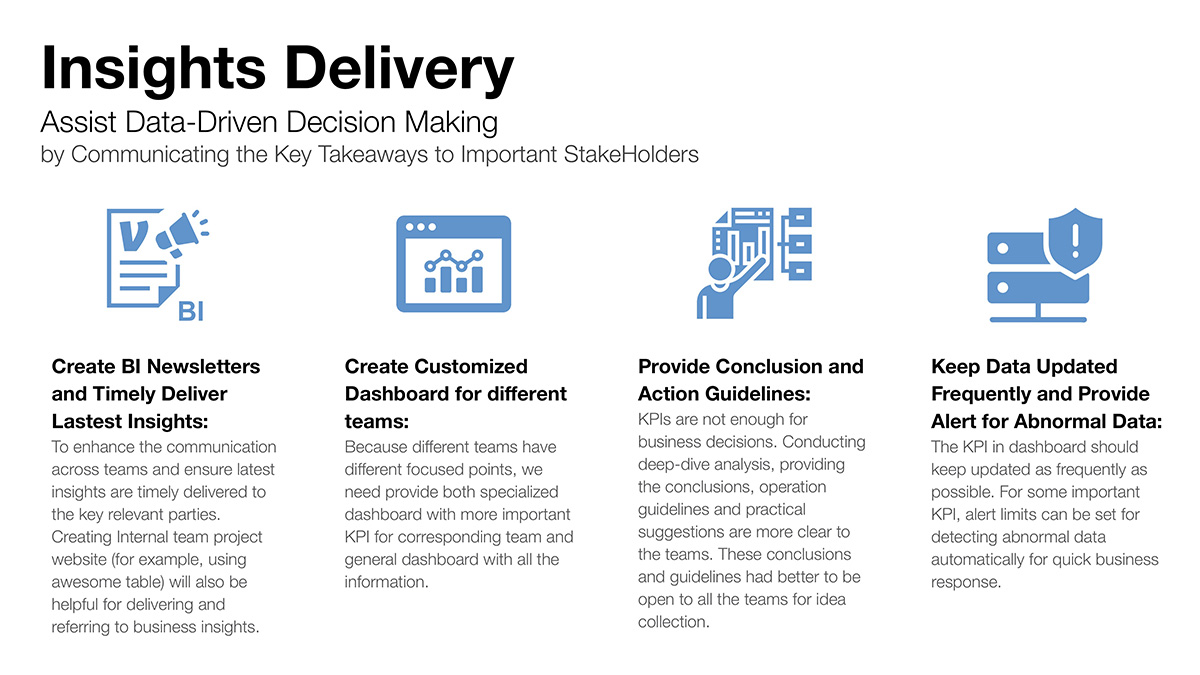 Insights Delivery
Assist Data-Driven Decision Making
by Communicating the Key Takeaways to Important StakeHolders
V
BI
Create BI Newsletters
and Timely Deliver
Lastest Insights:
To enhance the communication
across teams and ensure latest
insights are timely delivered to
the key relevant parties.
Creating Internal team project
website (for example, using
awesome table) will also be
helpful for delivering and
referring to business insights.
Create Customized
Dashboard for different
teams:
Because different teams have
different focused points, we
need provide both specialized
dashboard with more important
KPI for corresponding team and
general dashboard with all the
information.
Provide Conclusion and
Action Guidelines:
KPIs are not enough for
business decisions. Conducting
deep-dive analysis, providing
the conclusions, operation
guidelines and practical
suggestions are more clear to
the teams. These conclusions
and guidelines had better to be
open to all the teams for idea
collection.
Keep Data Updated
Frequently and Provide
Alert for Abnormal Data:
The KPI in dashboard should
keep updated as frequently as
possible. For some important
KPI, alert limits can be set for
detecting abnormal data
automatically for quick business
response.